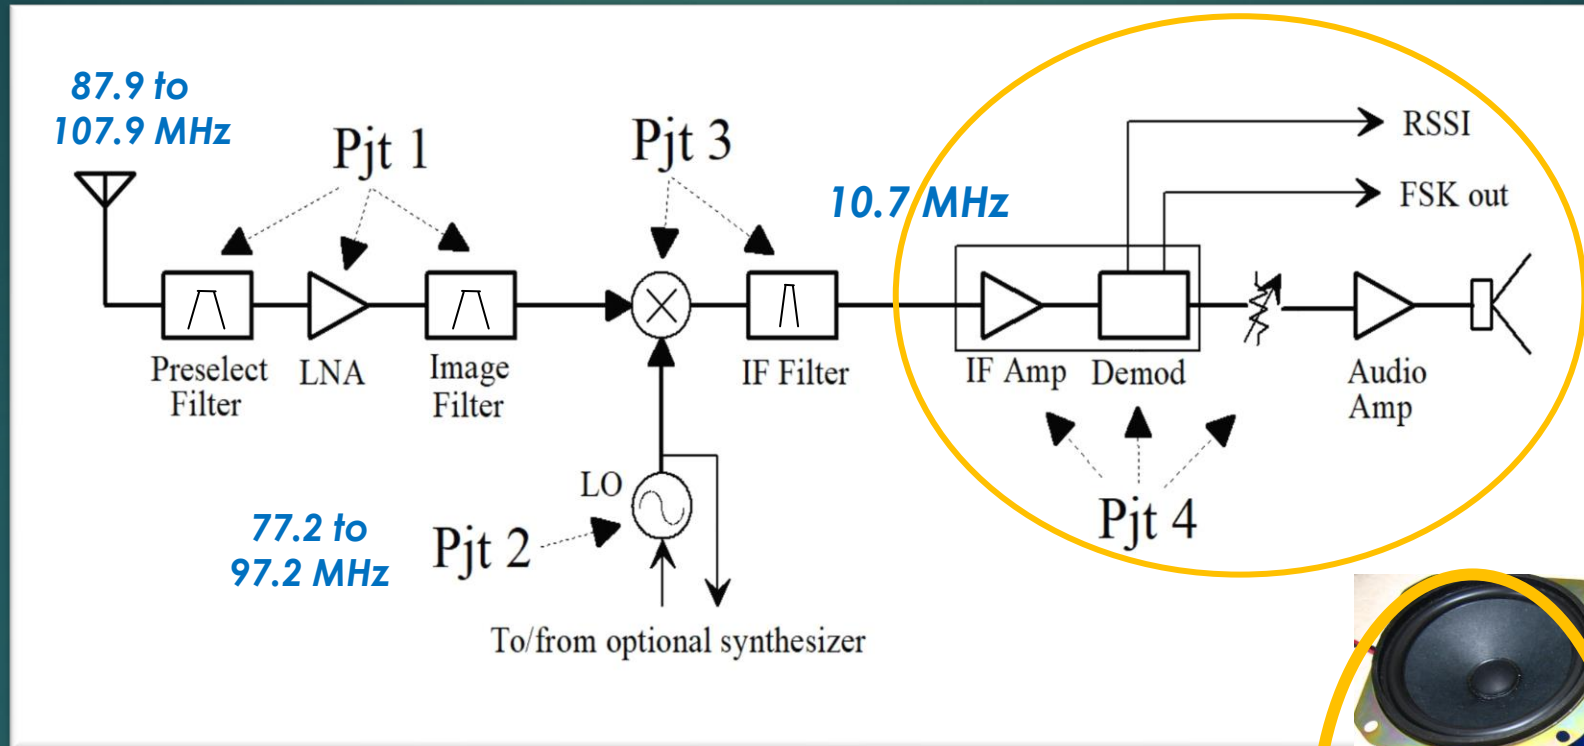 87.9 to
107.9 MHz
Pjt 1
Pjt 3
10.7 MHz
RSSI
FSK out
Preselect
Filter
LNA
Image
Filter
IF Filter
IF Amp
Demod
Audio
Amp
LO
77.2 to
97.2 MHz
Pjt 2
Pjt 4
To/from optional synthesizer